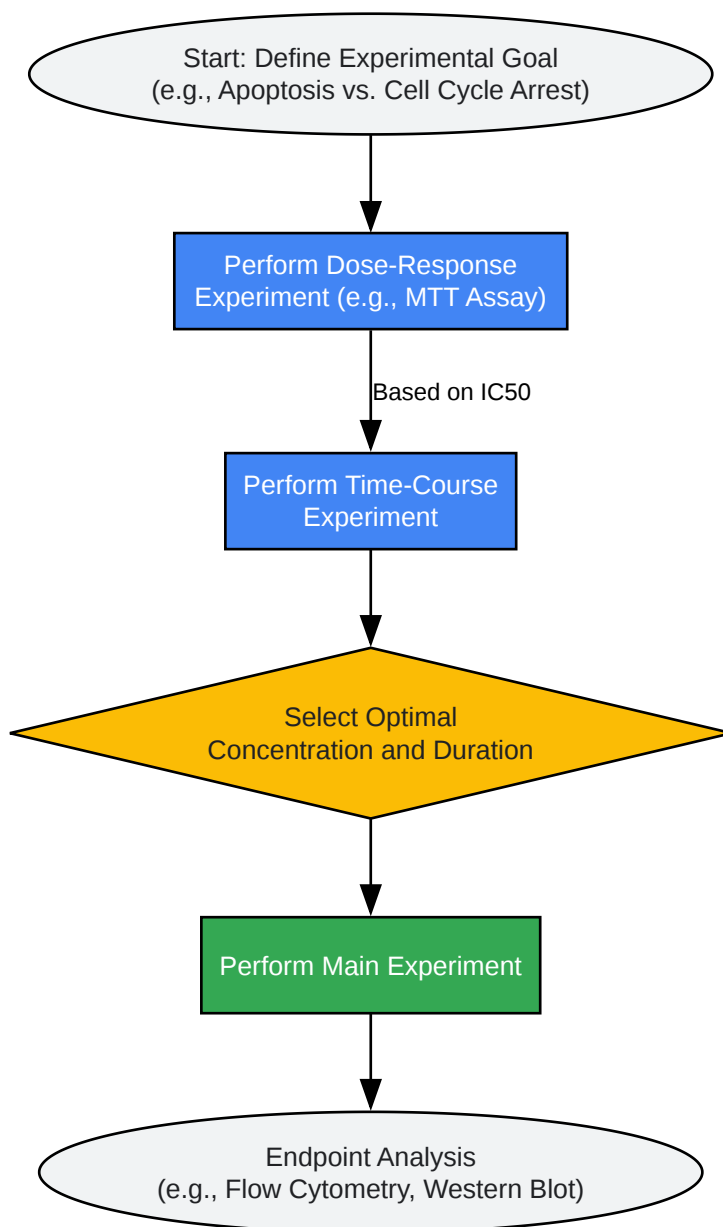 Start: Define Experimental Goal
(e.g., Apoptosis vs. Cell Cycle Arrest)
Perform Dose-Response
Experiment (e.g., MTT Assay)
Based on IC50
Perform Time-Course
Experiment
Select Optimal
Concentration and Duration
Perform Main Experiment
Endpoint Analysis
(e.g., Flow Cytometry, Western Blot)